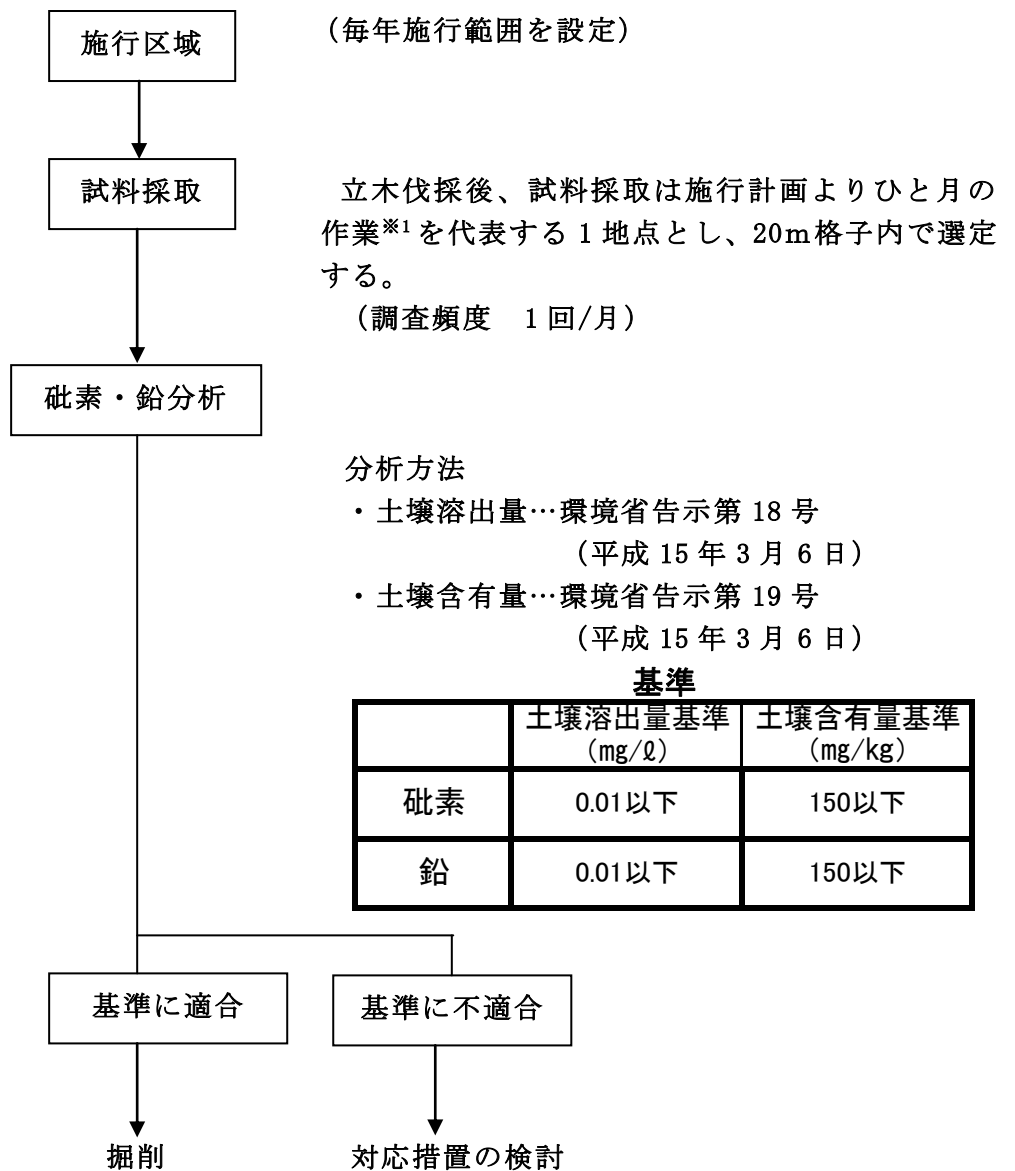 施行区域
（毎年施行範囲を設定）
試料採取
立木伐採後、試料採取は施行計画よりひと月の
作業※1を代表する1地点とし、20ｍ格子内で選定
する。
（調査頻度　1回/月）
砒素・鉛分析
分析方法
・土壌溶出量…環境省告示第18号
（平成15年3月6日）
・土壌含有量…環境省告示第19号
（平成15年3月6日）
基準
土壌溶出量基準 土壌含有量基準
（mg/ℓ） （mg/kg）
砒素 0.01以下 150以下
鉛 0.01以下 150以下
基準に適合 基準に不適合
掘削 対応措置の検討